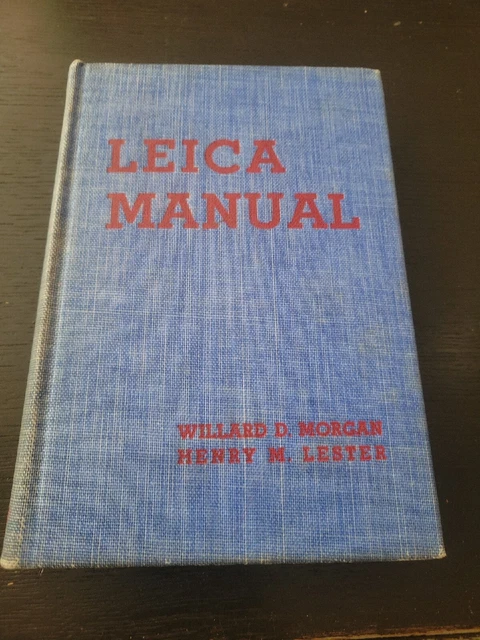 LEICA
MANUAL
WILLARD D. MORGAN
HENRY M. LESTER